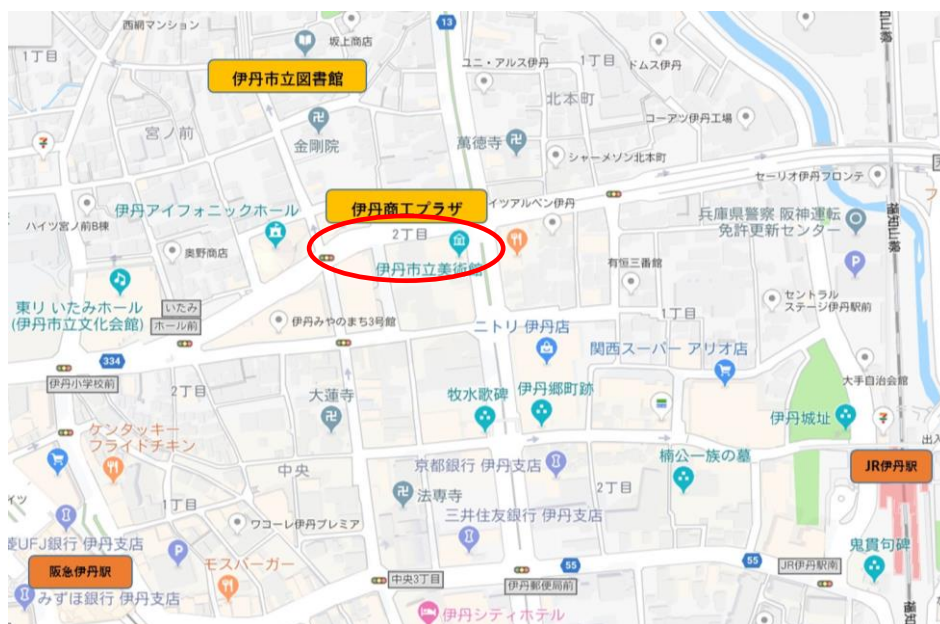 西綱マンション
坂上商店
13
1丁目
伊丹市立図書館
ユニ・アルス伊丹
1丁目
ドムス伊丹
北本町
コーアツ伊丹工場
宮ノ前
金剛院
萬徳寺
シャーメゾン北本町
セーリオ伊丹フロンテ
伊丹商工プラザ
イツアルペン伊丹
伊丹アイフォニックホール
兵庫県警察 阪神運転
免許更新センター
福知山線
ハイツ宮ノ前B棟
2丁目
奥野商店
伊丹市立美術館
有恒三番館
東リ いたみホール
(伊丹市立文化会館)
いたみ
ホール前
伊丹みやのまち3号館
1丁目
セントラル
ステージ伊丹駅前
ニトリ 伊丹店
関西スーパー アリオ店
334
伊丹小学校前
2丁目
大蓮寺
牧水歌碑
伊丹郷町跡
大手自治会館
伊丹城址
ケンタッキー
フライドチキン
中央
京都銀行 伊丹支店
楠公一族の墓
JR伊丹駅
1丁目
法専寺
2丁目
ワコーレ伊丹プレミア
三井住友銀行 伊丹支店
UFJ銀行 伊丹支店
阪急伊丹駅
モスバーガー
中央3丁目
55
伊丹郵便局前
55
JR伊丹駅南
鬼貫句碑
みずほ銀行 伊丹支店
伊丹シティホテル